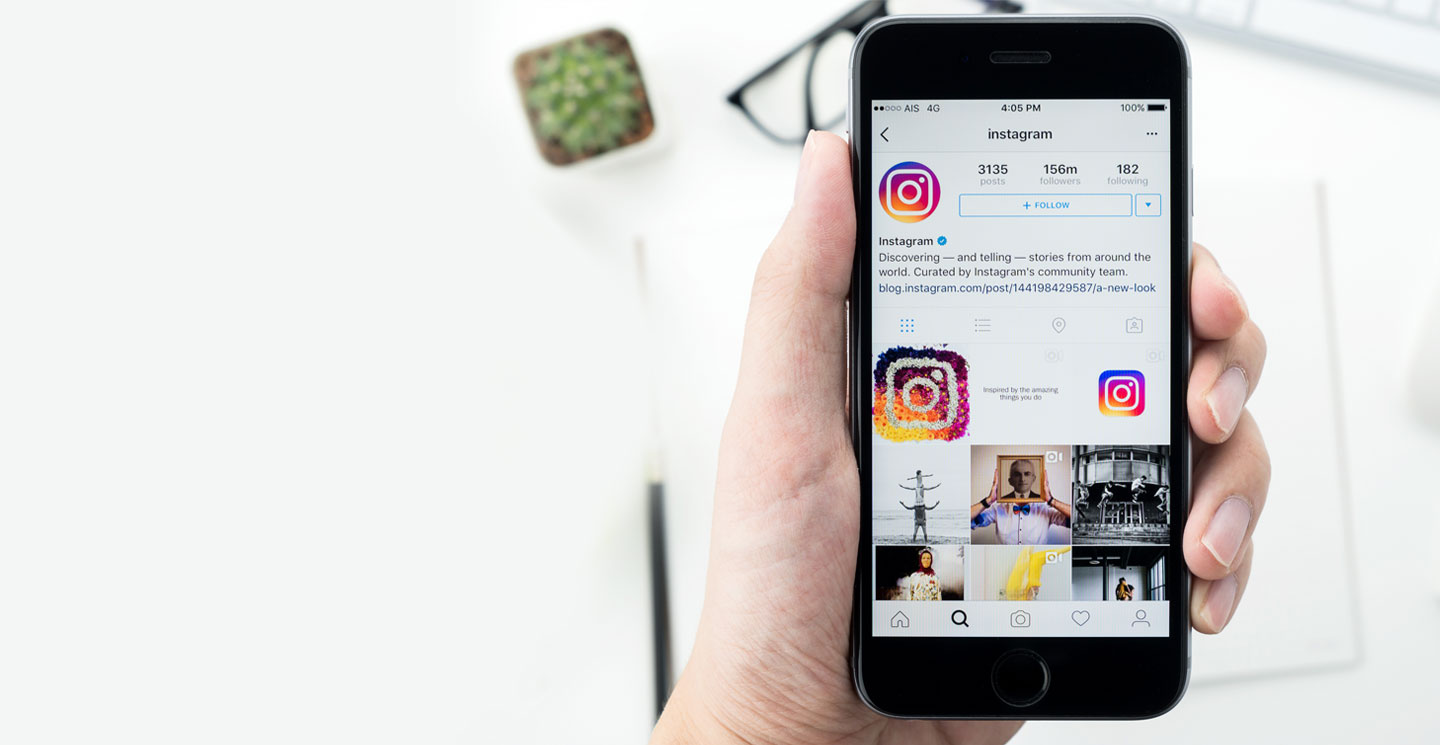 AIS 4G 4:05 PM 100%
instagram
3135 156m 182
posts followers following
+ FOLLOW
Instagram
Discovering — and telling — stories from around the
world. Curated by Instagram's community team.
blog.instagram.com/post/144198429587/a-new-look
Inspired by the amazing
things you do